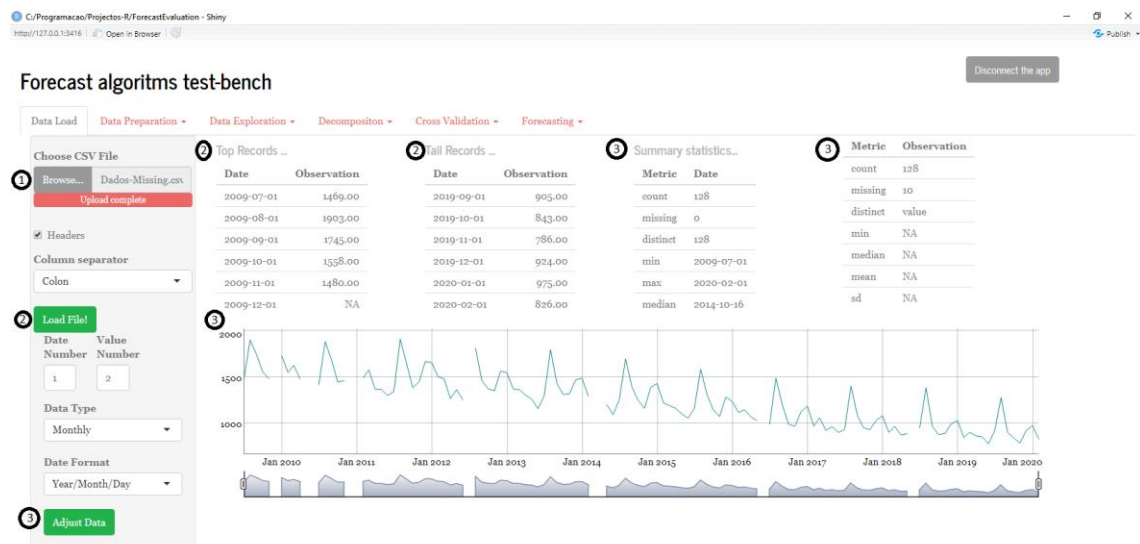 C:/Programacao/Projectos-R/ForecastEvaluation - Shiny
http://127.0.0.1:5416 Open in Browser
Publish
Forecast algoritms test-bench
Disconnect the app
Data Load Data Preparation Data Exploration Decompositon Cross Validation Forecasting
Choose CSV File
1 Browse... Dados-Missing.csv
Upload complete
Headers
Column separator
Colon
2 Load File!
Date Number Value Number
1 2
Data Type
Monthly
Date Format
Year/Month/Day
3 Adjust Data
2 Top Records ...
Date Observation
2009-07-01 1469.00
2009-08-01 1903.00
2009-09-01 1745.00
2009-10-01 1558.00
2009-11-01 1480.00
2009-12-01 NA
2 Tail Records ...
Date Observation
2019-09-01 905.00
2019-10-01 843.00
2019-11-01 786.00
2019-12-01 924.00
2020-01-01 975.00
2020-02-01 826.00
3 Summary statistics...
Metric Date
count 128
missing 0
distinct 128
min 2009-07-01
max 2020-02-01
median 2014-10-16
3 Metric Observation
count 128
missing 10
distinct value
min NA
median NA
mean NA
sd NA
3
2000
1500
1000
Jan 2010 Jan 2011 Jan 2012 Jan 2013 Jan 2014 Jan 2015 Jan 2016 Jan 2017 Jan 2018 Jan 2019 Jan 2020